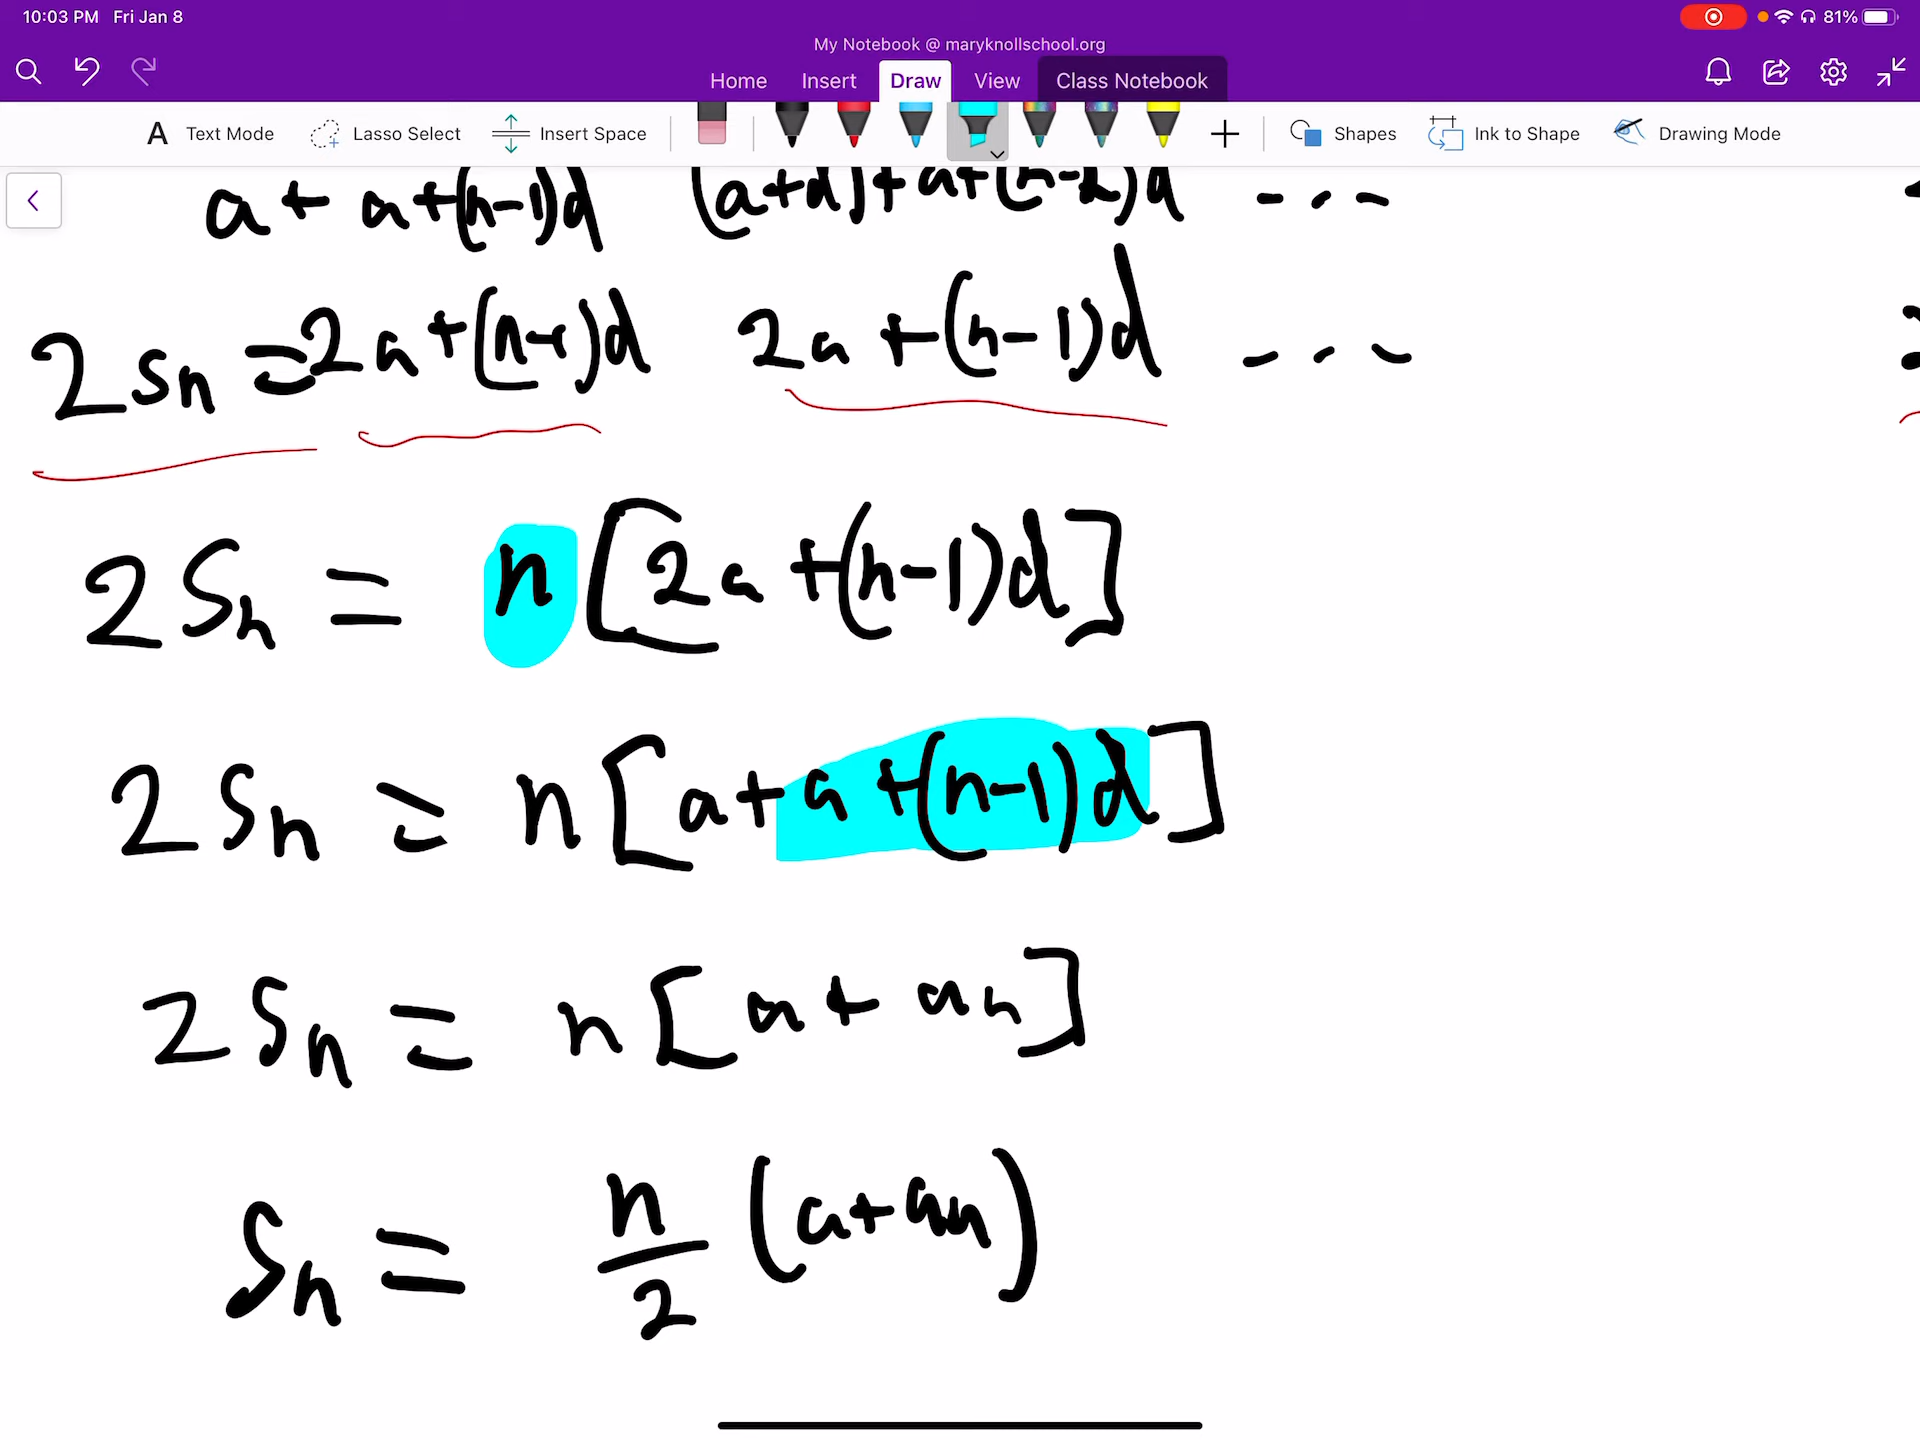 10:03 PM Fri Jan 8 81%
My Notebook @ maryknollschool.org
Home Insert Draw View Class Notebook
A Text Mode Lasso Select Insert Space Shapes Ink to Shape Drawing Mode
a + a+(n-1)d (a+d)+a+(n-2)d ---
2Sn = 2a+(n-1)d 2a+(n-1)d ---
2Sn = n[2a+(n-1)d]
2Sn = n[a+a+(n-1)d]
2Sn = n[a+an]
Sn = n/2 (a+an)